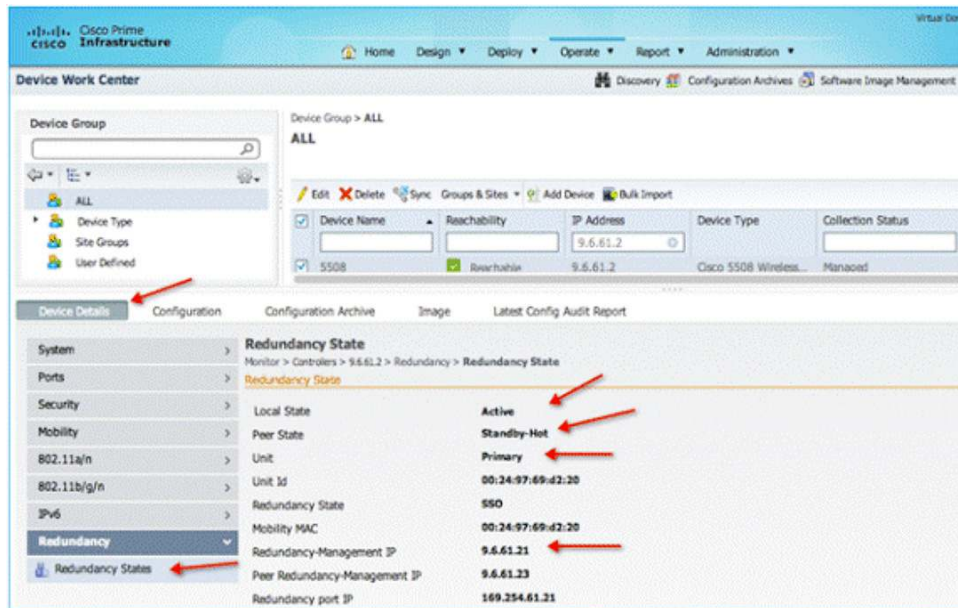 Cisco Prime
CISCO Infrastructure
Virtual Do
Home Design Deploy Operate Report Administration
Device Work Center
Discovery Configuration Archives Software Image Management
Device Group
Device Group > ALL
ALL
Edit Delete Sync Groups & Sites Add Device Bulk Import
ALL
Device Type
Site Groups
User Defined
Device Name Reachability IP Address Device Type Collection Status
9.6.61.2
5508 Reachable 9.6.61.2 Cisco 5508 Wireless... Managed
Device Details Configuration Configuration Archive Image Latest Config Audit Report
System
Ports
Security
Mobility
802.11a/n
802.11b/g/n
IPv6
Redundancy
Redundancy States
Redundancy State
Monitor > Controllers > 9.6.61.2 > Redundancy > Redundancy State
Redundancy State
Local State Active
Peer State Standby-Hot
Unit Primary
Unit Id 00:24:97:69:d2:20
Redundancy State SSO
Mobility MAC 00:24:97:69:d2:20
Redundancy-Management IP 9.6.61.21
Peer Redundancy-Management IP 9.6.61.23
Redundancy port IP 169.254.61.21